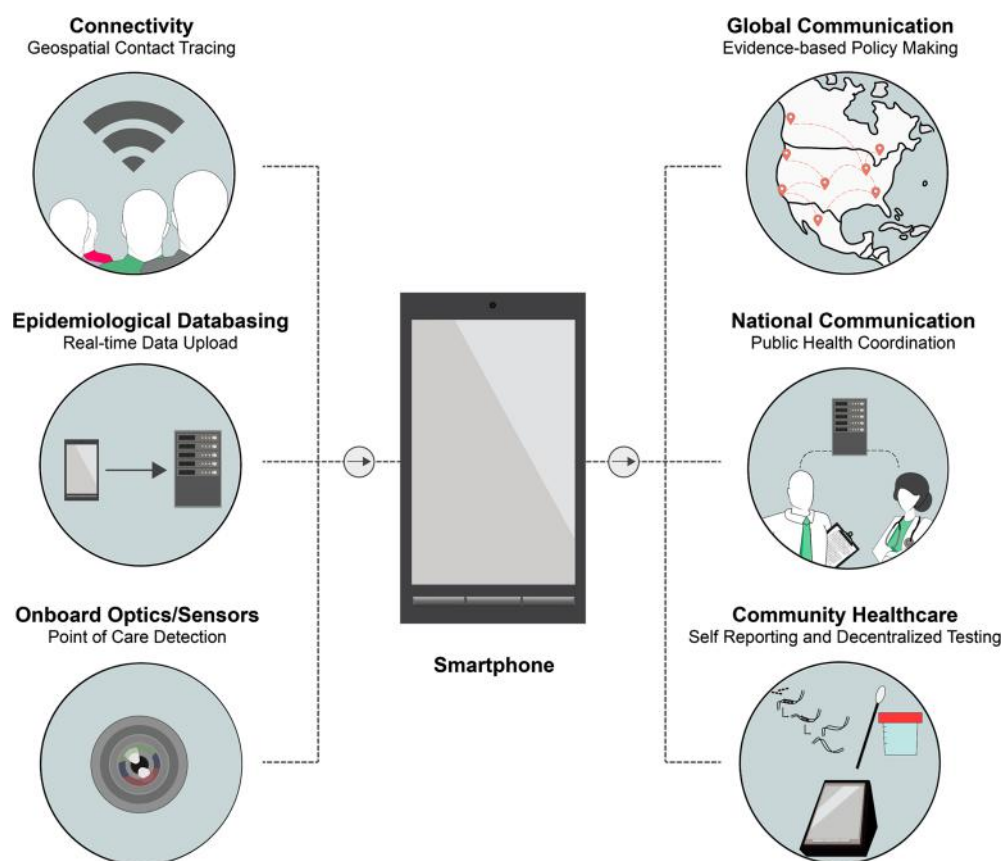 Connectivity
Geospatial Contact Tracing
Global Communication
Evidence-based Policy Making
Epidemiological Databasing
Real-time Data Upload
National Communication
Public Health Coordination
Onboard Optics/Sensors
Point of Care Detection
Smartphone
Community Healthcare
Self Reporting and Decentralized Testing